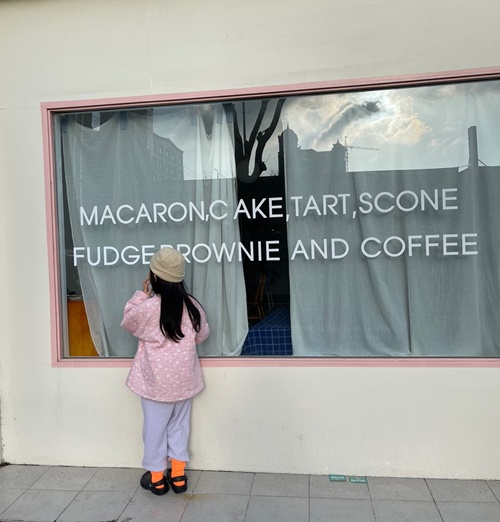 MACARON,CAKE,TART,SCONE
FUDGE BROWNIE AND COFFEE